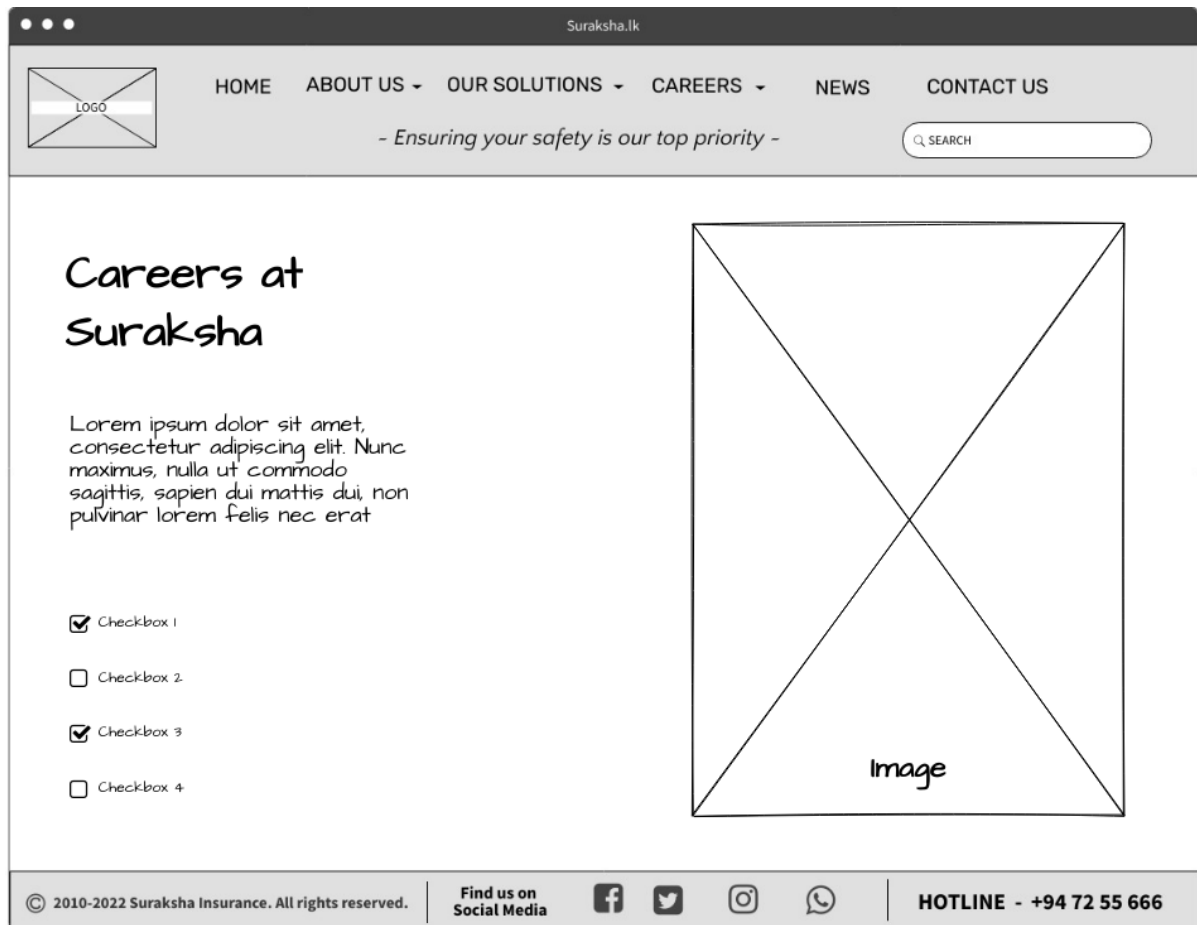 Suraksha.lk
LOGO
HOME ABOUT US OUR SOLUTIONS CAREERS NEWS CONTACT US
- Ensuring your safety is our top priority -
SEARCH
Careers at
Suraksha
Lorem ipsum dolor sit amet,
consectetur adipiscing elit. Nunc
maximus, nulla ut commodo
sagittis, sapien dui mattis dui, non
pulvinar lorem felis nec erat
Checkbox 1
Checkbox 2
Checkbox 3
Checkbox 4
Image
© 2010-2022 Suraksha Insurance. All rights reserved.
Find us on
Social Media
HOTLINE - +94 72 55 666